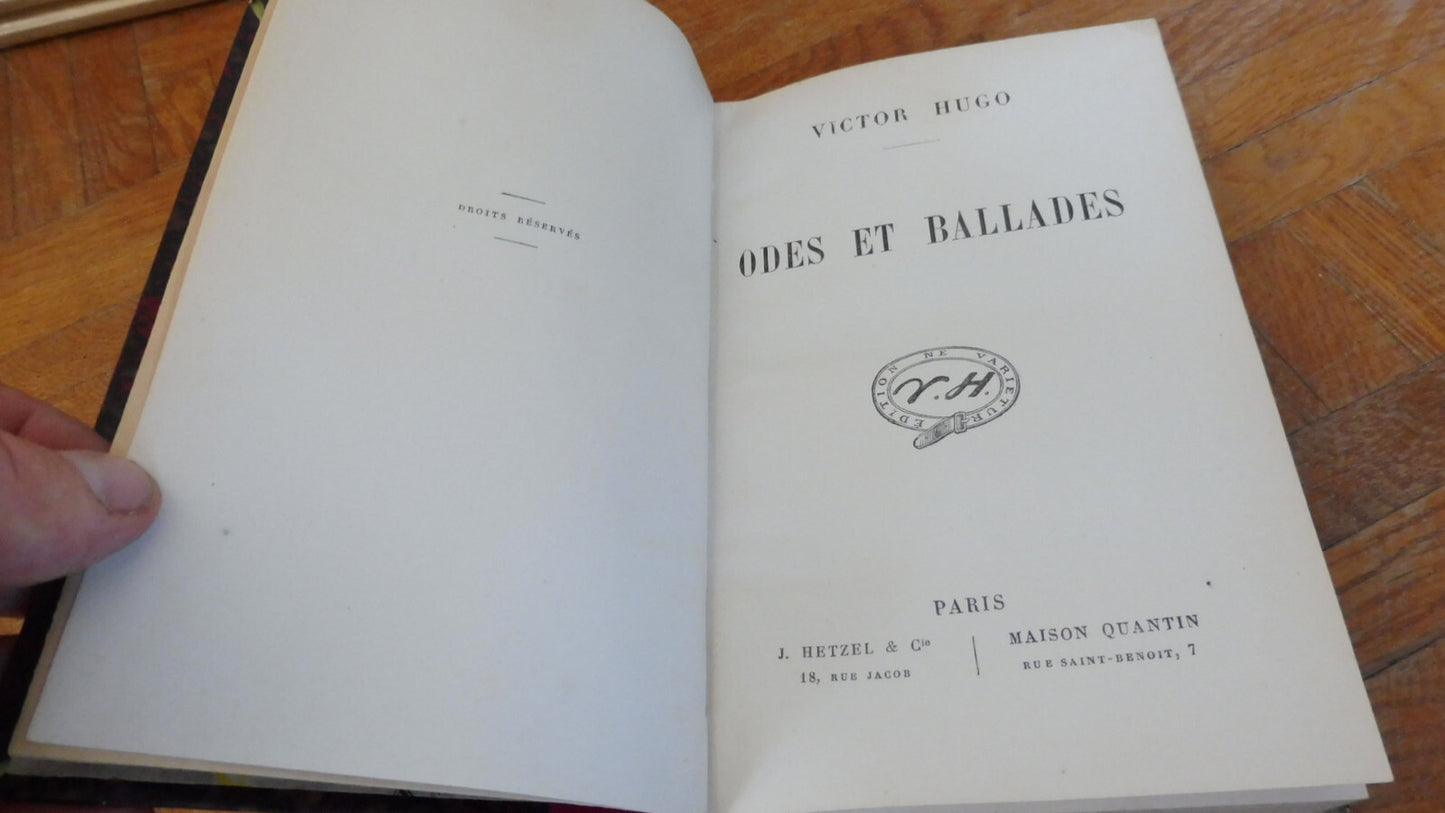 DROITS RÉSERVÉS
VICTOR HUGO
ODES ET BALLADES
ÉDITION NE VARIETUR
V. H.
PARIS
J. HETZEL & Cie
18, RUE JACOB
MAISON QUANTIN
RUE SAINT-BENOIT, 7